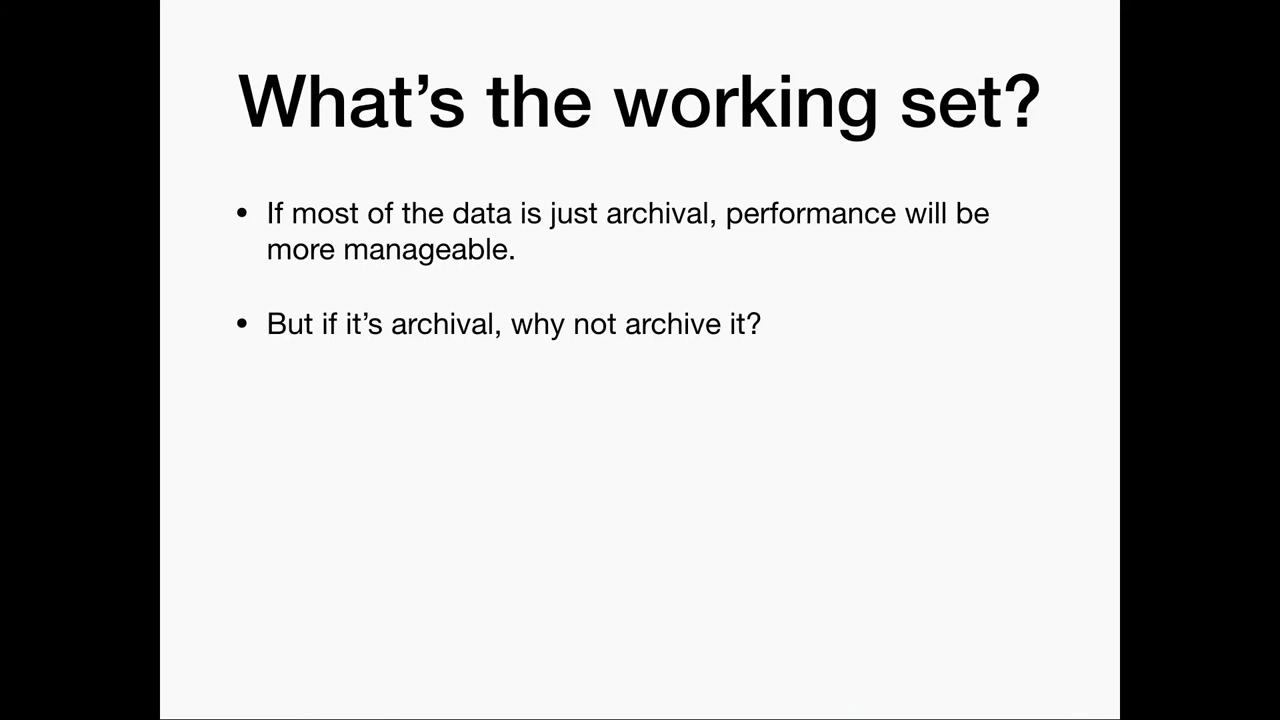 What’s the working set?
• If most of the data is just archival, performance will be
more manageable.
• But if it’s archival, why not archive it?